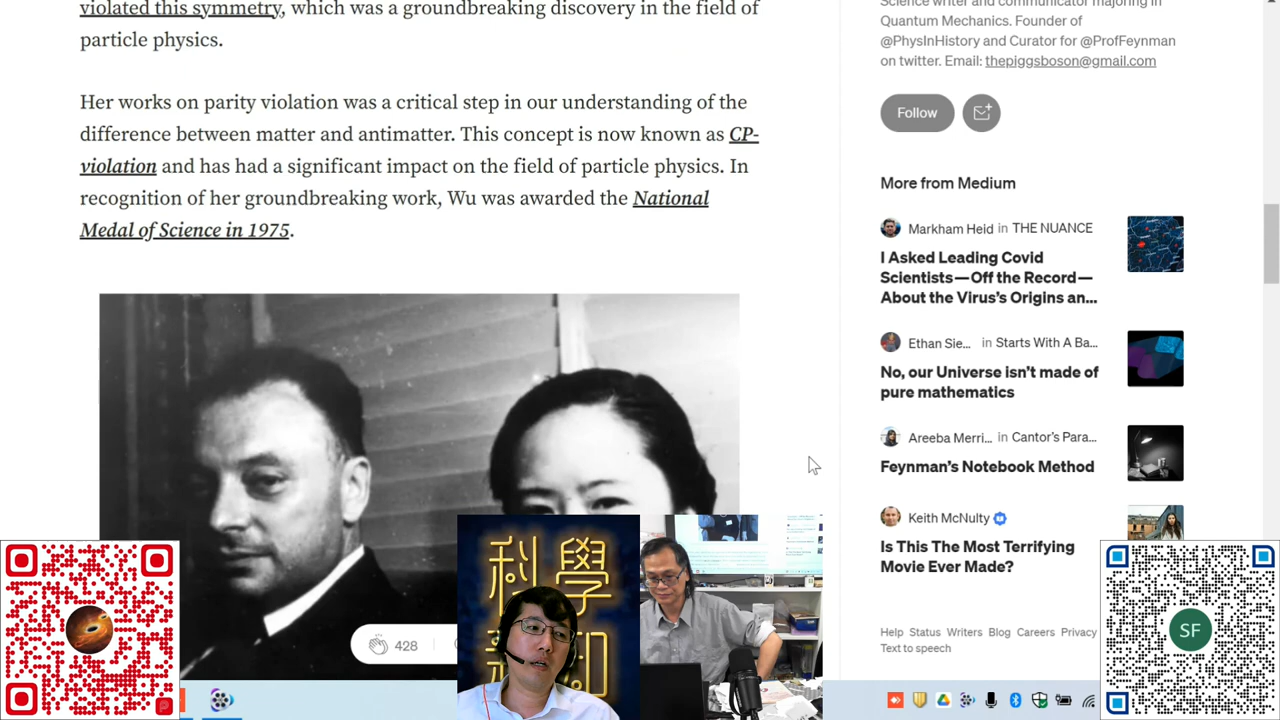 violated this symmetry, which was a groundbreaking discovery in the field of
particle physics.
Her works on parity violation was a critical step in our understanding of the
difference between matter and antimatter. This concept is now known as CP-
violation and has had a significant impact on the field of particle physics. In
recognition of her groundbreaking work, Wu was awarded the National
Medal of Science in 1975.
428
科學
Science writer and communicator majoring in
Quantum Mechanics. Founder of
@PhysInHistory and Curator for @ProfFeynman
on twitter. Email: thepiggsboson@gmail.com
Follow
More from Medium
Markham Heid in THE NUANCE
I Asked Leading Covid
Scientists—Off the Record—
About the Virus's Origins an...
Ethan Sie... in Starts With A Ba...
No, our Universe isn't made of
pure mathematics
Areeba Merri... in Cantor's Para...
Feynman's Notebook Method
Keith McNulty
Is This The Most Terrifying
Movie Ever Made?
Help Status Writers Blog Careers Privacy
Text to speech
SF